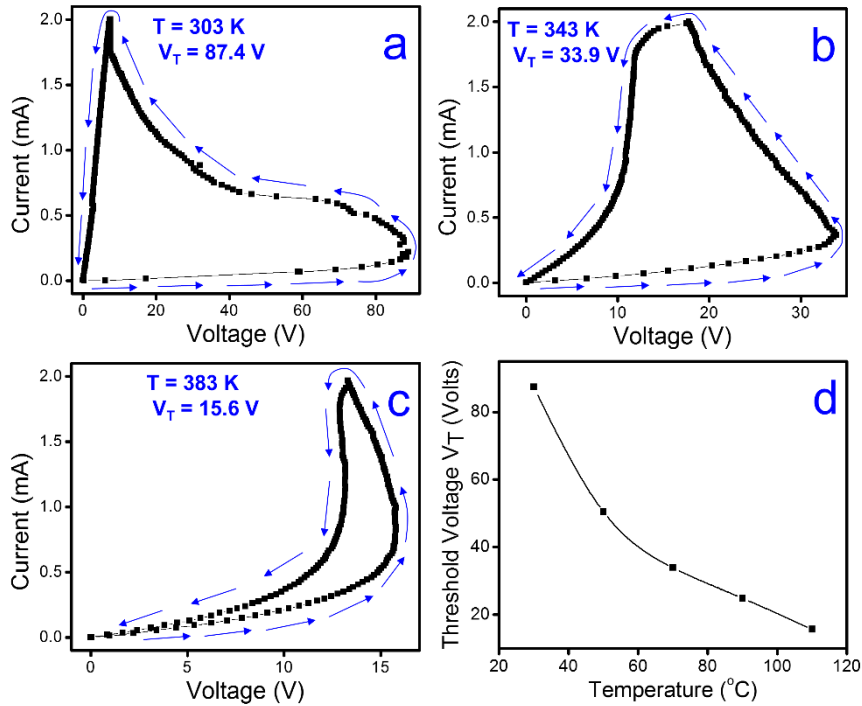 T = 303 K
V_T = 87.4 V
a
2.0
1.5
1.0
0.5
0.0
Current (mA)
0 20 40 60 80
Voltage (V)
T = 343 K
V_T = 33.9 V
b
2.0
1.5
1.0
0.5
0.0
Current (mA)
0 10 20 30
Voltage (V)
T = 383 K
V_T = 15.6 V
c
2.0
1.5
1.0
0.5
0.0
Current (mA)
0 5 10 15
Voltage (V)
d
80
60
40
20
Threshold Voltage V_T (Volts)
20 40 60 80 100 120
Temperature (°C)